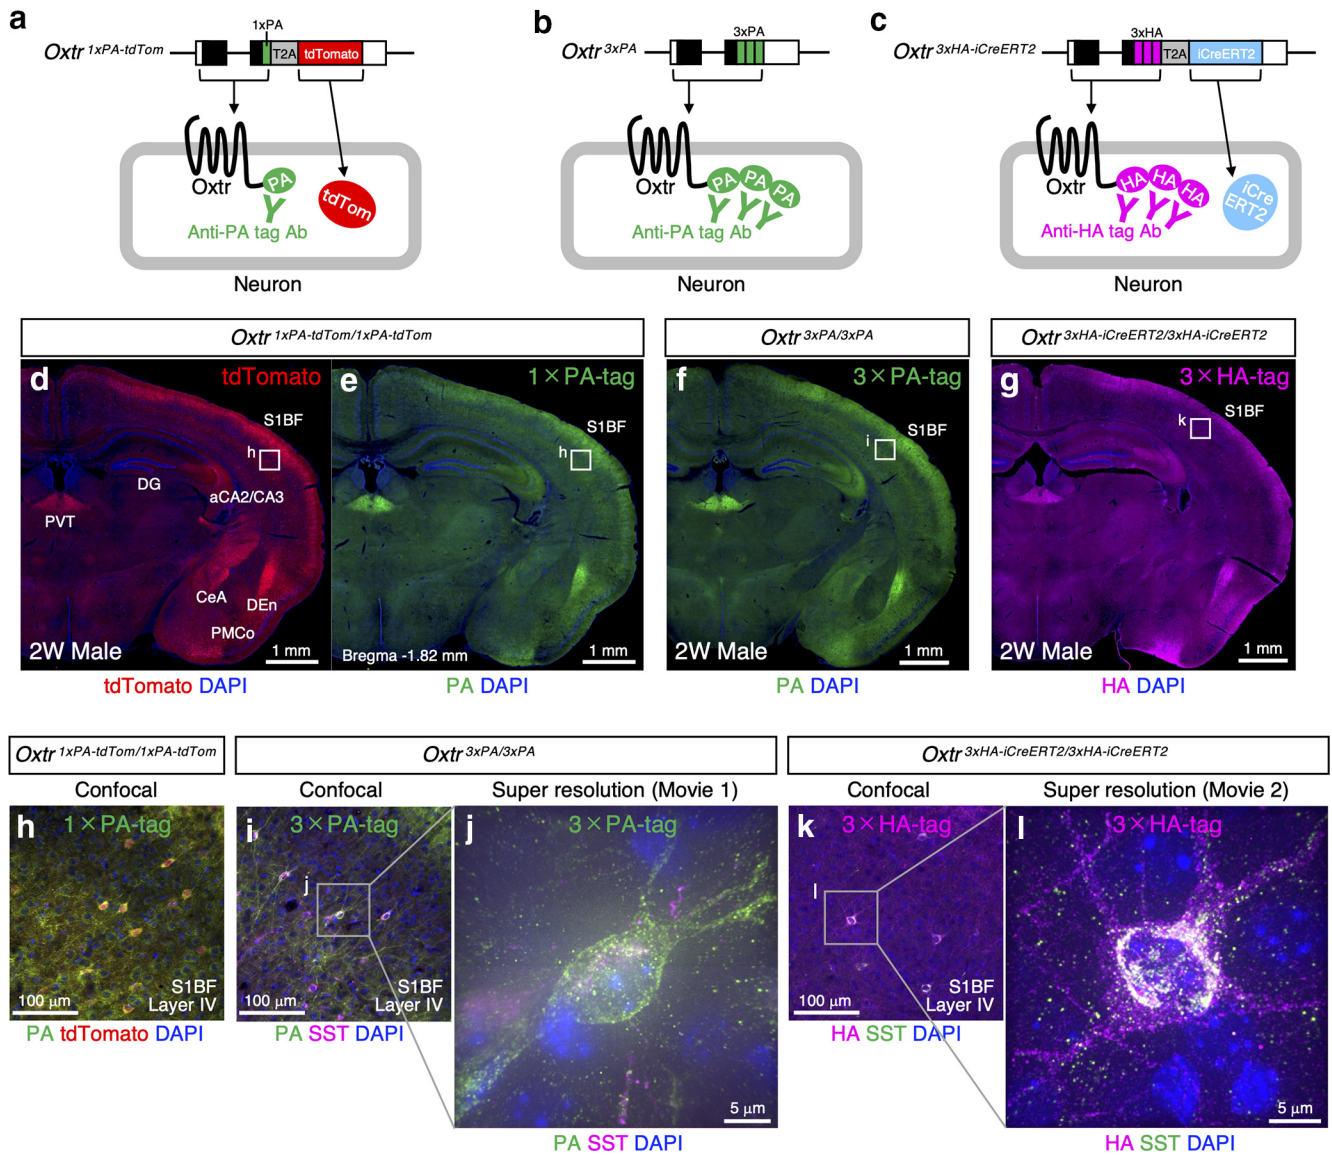 a
1xPA
Oxtr 1xPA-tdTom
T2A
tdTomato
Oxtr
PA
tdTom
Anti-PA tag Ab
Neuron
b
3xPA
Oxtr 3xPA
Oxtr
PA PA PA
Anti-PA tag Ab
Neuron
c
3xHA
Oxtr 3xHA-iCreERT2
T2A
iCreERT2
Oxtr
HA HA HA
iCre
ERT2
Anti-HA tag Ab
Neuron
Oxtr 1xPA-tdTom/1xPA-tdTom
d
tdTomato
S1BF
h
DG
aCA2/CA3
PVT
CeA
DEn
PMCo
2W Male
1 mm
tdTomato DAPI
e
1×PA-tag
S1BF
h
Bregma -1.82 mm
1 mm
PA DAPI
Oxtr 3xPA/3xPA
f
3×PA-tag
S1BF
i
2W Male
1 mm
PA DAPI
Oxtr 3xHA-iCreERT2/3xHA-iCreERT2
g
3×HA-tag
S1BF
k
2W Male
1 mm
HA DAPI
Oxtr 1xPA-tdTom/1xPA-tdTom
Confocal
h
1×PA-tag
S1BF
100 µm
Layer IV
PA tdTomato DAPI
Oxtr 3xPA/3xPA
Confocal
i
3×PA-tag
j
S1BF
100 µm
Layer IV
PA SST DAPI
Super resolution (Movie 1)
j
3×PA-tag
5 µm
PA SST DAPI
Oxtr 3xHA-iCreERT2/3xHA-iCreERT2
Confocal
k
3×HA-tag
l
S1BF
100 µm
Layer IV
HA SST DAPI
Super resolution (Movie 2)
l
3×HA-tag
5 µm
HA SST DAPI